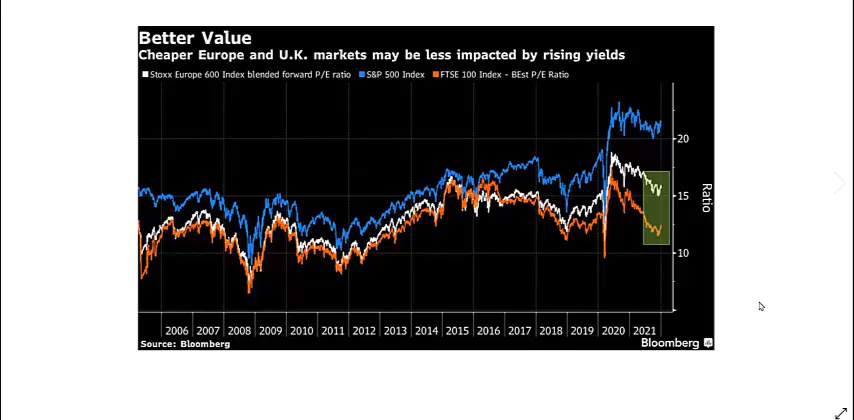 Better Value
Cheaper Europe and U.K. markets may be less impacted by rising yields
Stoxx Europe 600 Index blended forward P/E ratio S&P 500 Index FTSE 100 Index - BEst P/E Ratio
20
15
10
Ratio
2006 2007 2008 2009 2010 2011 2012 2013 2014 2015 2016 2017 2018 2019 2020 2021
Source: Bloomberg
Bloomberg